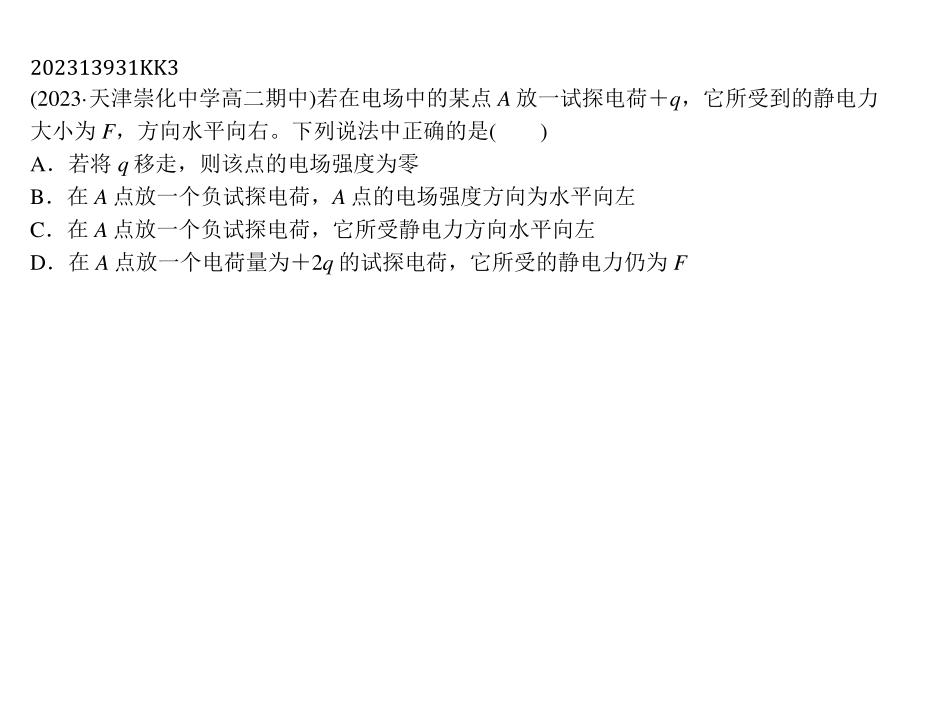 202313931KK3
(2023·天津崇化中学高二期中)若在电场中的某点 A 放一试探电荷＋q，它所受到的静电力
大小为 F，方向水平向右。下列说法中正确的是(　　)
A．若将 q 移走，则该点的电场强度为零
B．在 A 点放一个负试探电荷，A 点的电场强度方向为水平向左
C．在 A 点放一个负试探电荷，它所受静电力方向水平向左
D．在 A 点放一个电荷量为＋2q 的试探电荷，它所受的静电力仍为 F